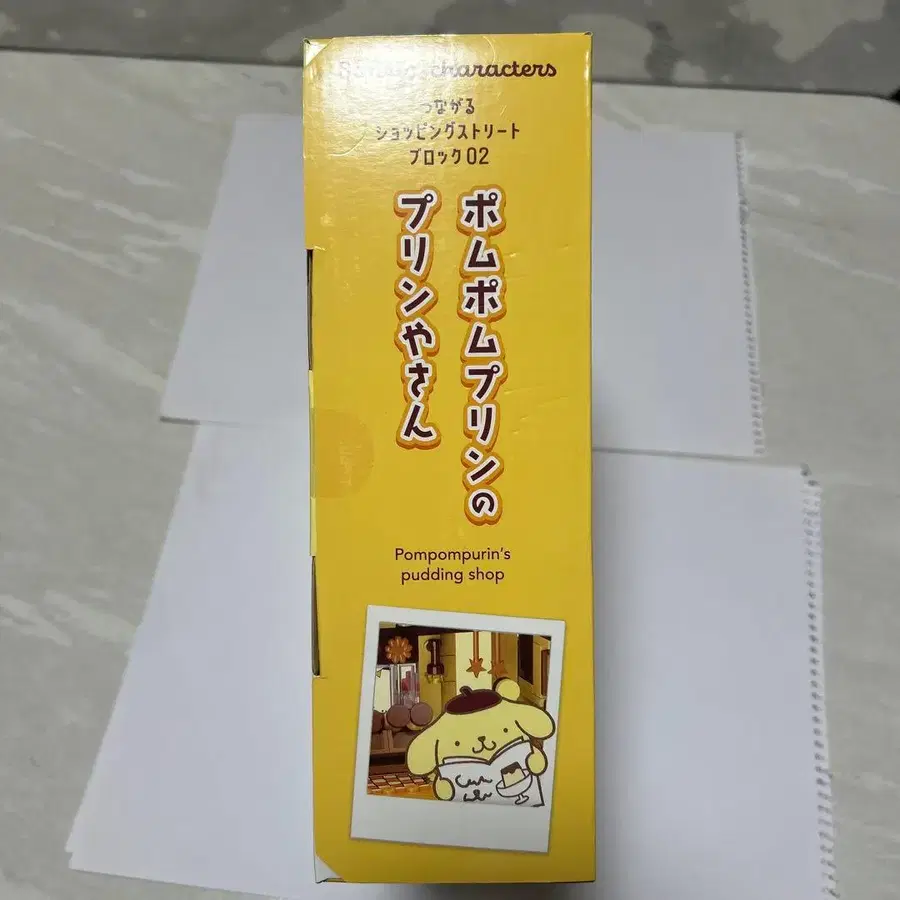 characters
つながる
ショッピングストリート
ブロック02
ポムポムプリンの
プリンやさん
Pompompurin's
pudding shop